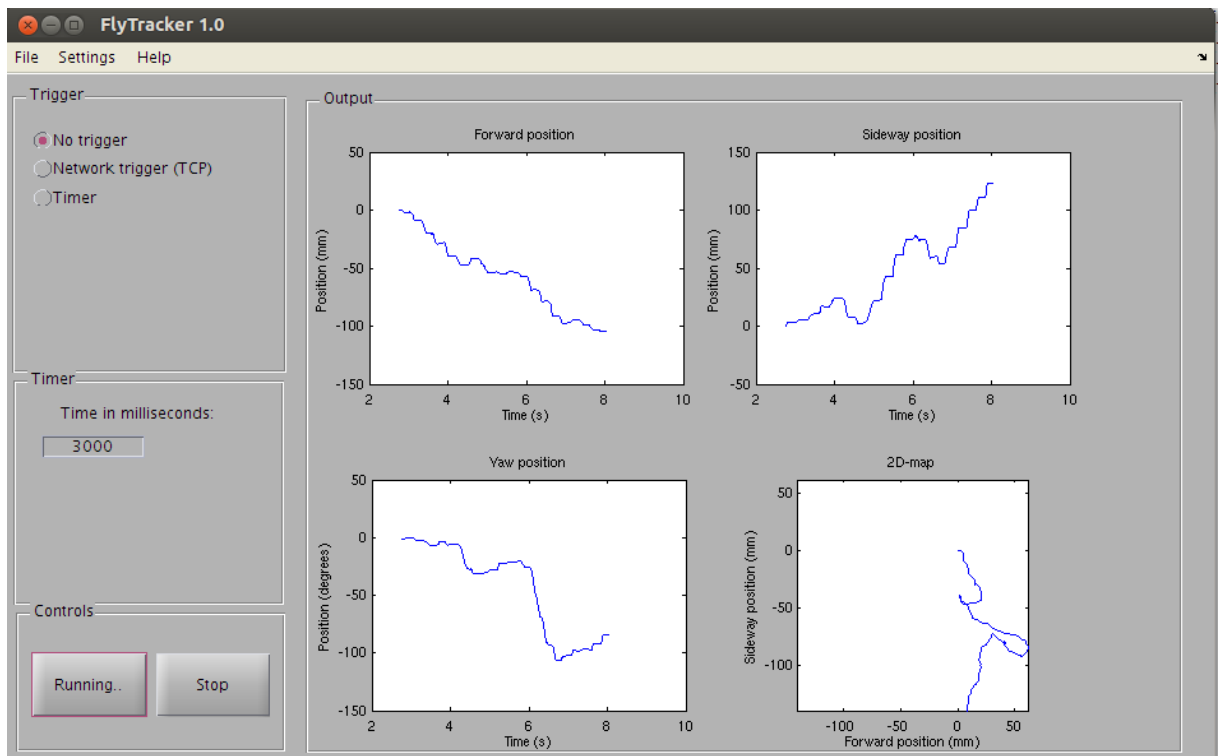 FlyTracker 1.0
File Settings Help
Trigger
No trigger
Network trigger (TCP)
Timer
Timer
Time in milliseconds:
3000
Controls
Running..
Stop
Output
Forward position
50
0
-50
-100
-150
Position (mm)
2 4 6 8 10
Time (s)
Sideway position
150
100
50
0
-50
Position (mm)
2 4 6 8 10
Time (s)
Yaw position
50
0
-50
-100
-150
Position (degrees)
2 4 6 8 10
Time (s)
2D-map
50
0
-50
-100
Sideway position (mm)
-100 -50 0 50
Forward position (mm)